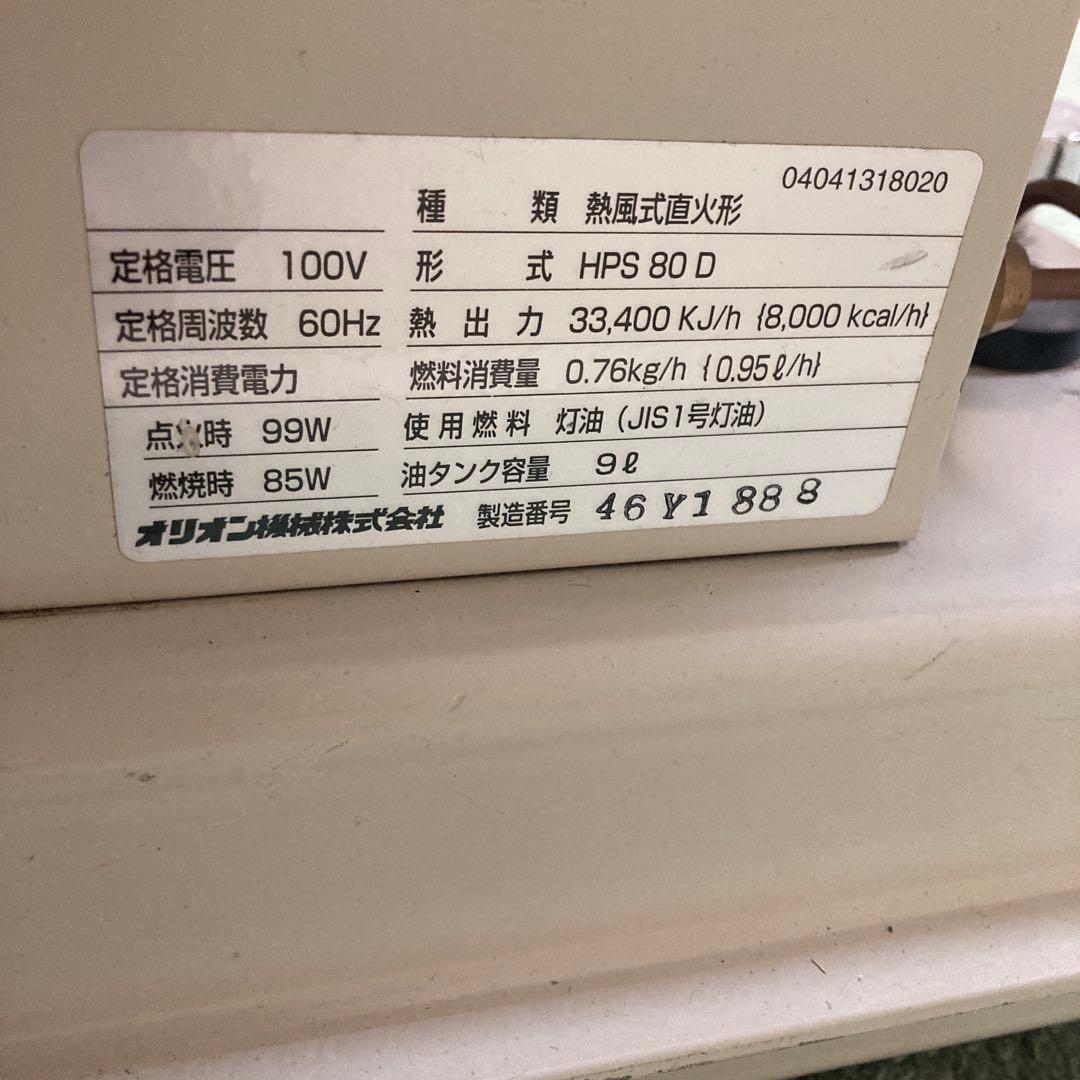 04041318020
種 類 熱風式直火形
定格電圧 100V 形 式 HPS 80 D
定格周波数 60Hz 熱 出 力 33,400 KJ/h {8,000 kcal/h}
定格消費電力 燃料消費量 0.76kg/h {0.95ℓ/h}
点火時 99W 使用燃料 灯油（JIS1号灯油）
燃焼時 85W 油タンク容量 9ℓ
オリオン機械株式会社 製造番号 46Y1888